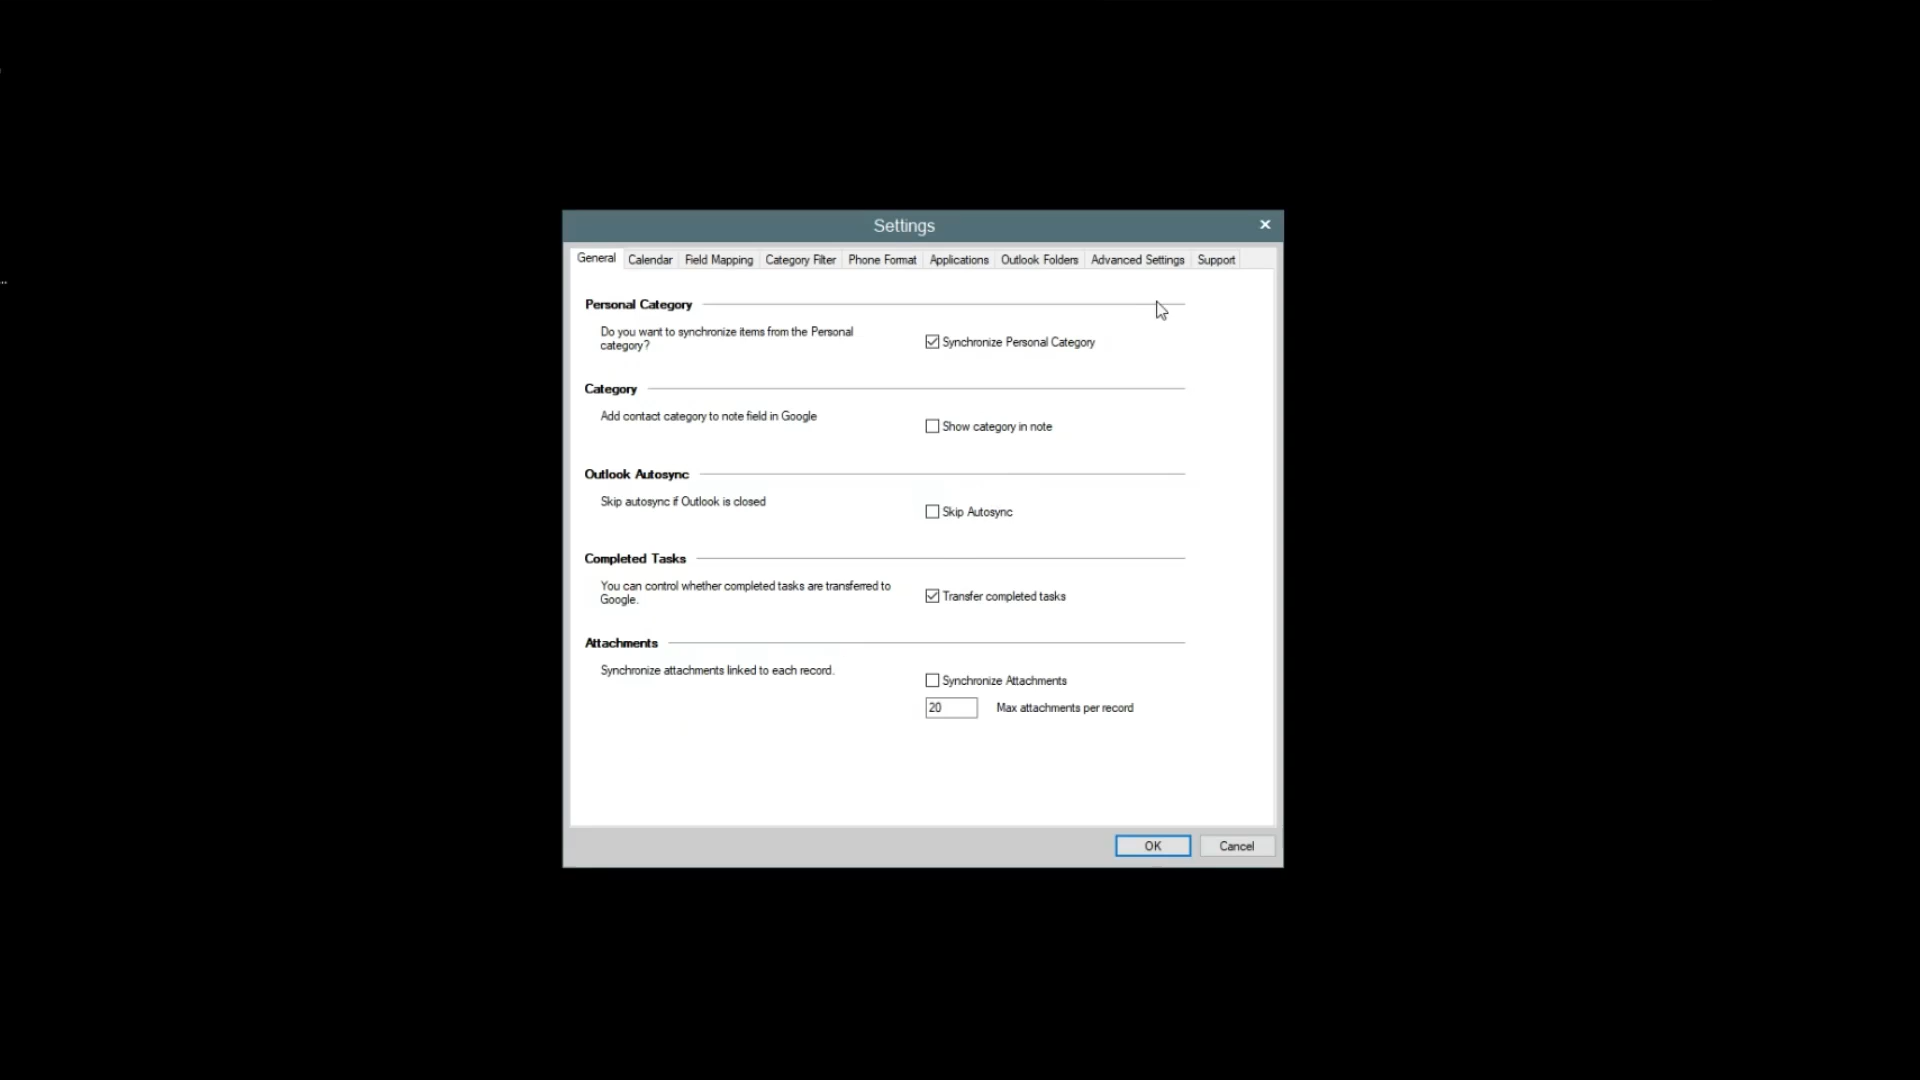 Settings
General Calendar Field Mapping Category Filter Phone Format Applications Outlook Folders Advanced Settings Support
Personal Category
Do you want to synchronize items from the Personal
category?
Synchronize Personal Category
Category
Add contact category to note field in Google
Show category in note
Outlook Autosync
Skip autosync if Outlook is closed
Skip Autosync
Completed Tasks
You can control whether completed tasks are transferred to
Google.
Transfer completed tasks
Attachments
Synchronize attachments linked to each record.
Synchronize Attachments
20 Max attachments per record
OK Cancel
...